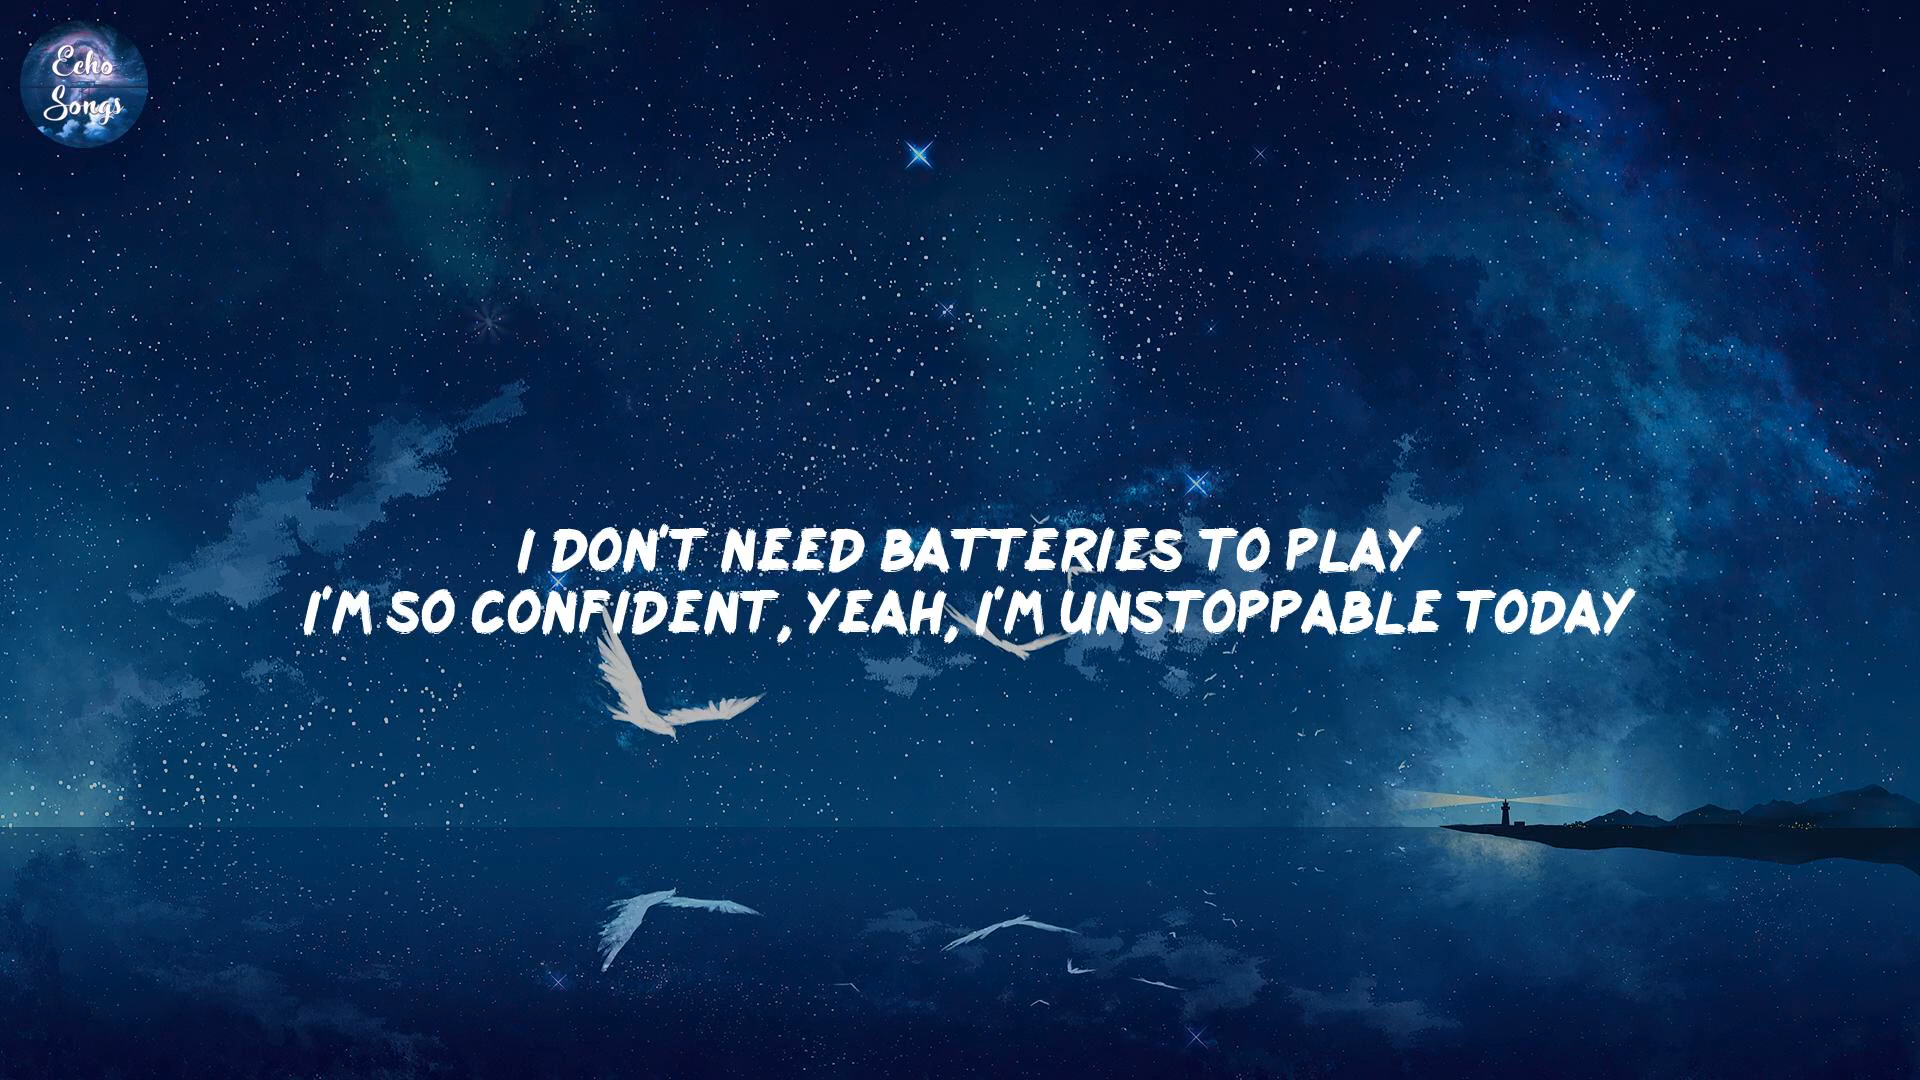 Echo
Songs
I DON'T NEED BATTERIES TO PLAY
I'M SO CONFIDENT, YEAH, I'M UNSTOPPABLE TODAY